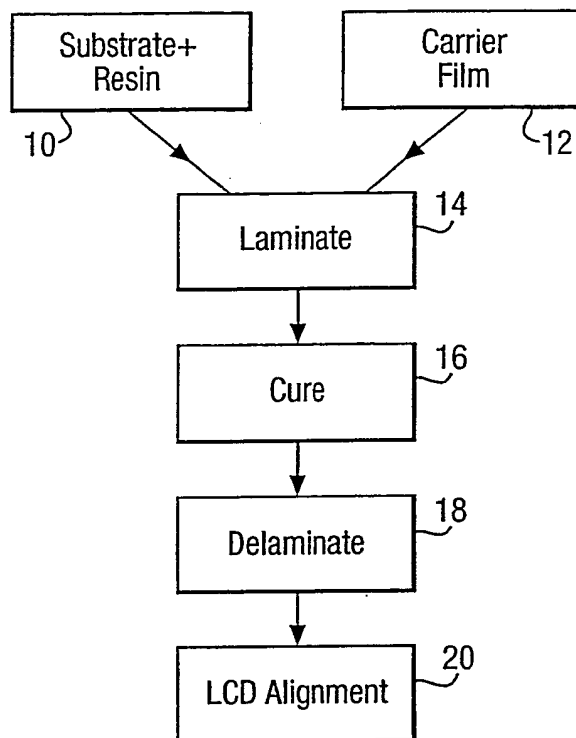 Substrate+
Resin
10
Carrier
Film
12
14
Laminate
16
Cure
18
Delaminate
20
LCD Alignment